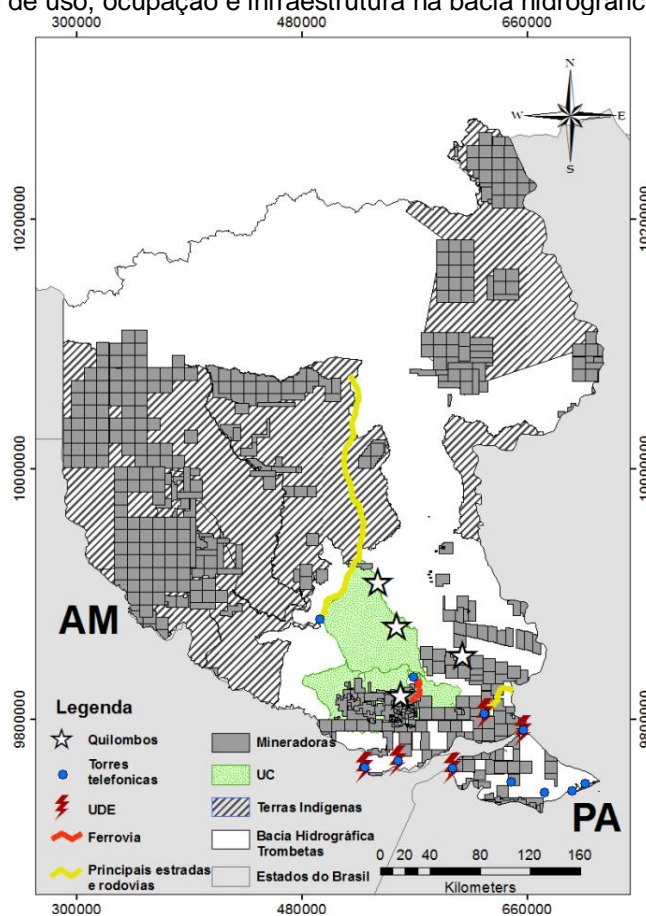 de uso, ocupação e infraestrutura na bacia hidrográfic
300000 480000 660000
N
W E
S
10200000 10200000
10000000 10000000
9800000 9800000
AM
PA
Legenda
Quilombos
Torres
telefonicas
UDE
Ferrovia
Principais estradas
e rodovias
Mineradoras
UC
Terras Indígenas
Bacia Hidrográfica
Trombetas
Estados do Brasil
0 20 40 80 120 160
Kilometers
300000 480000 660000